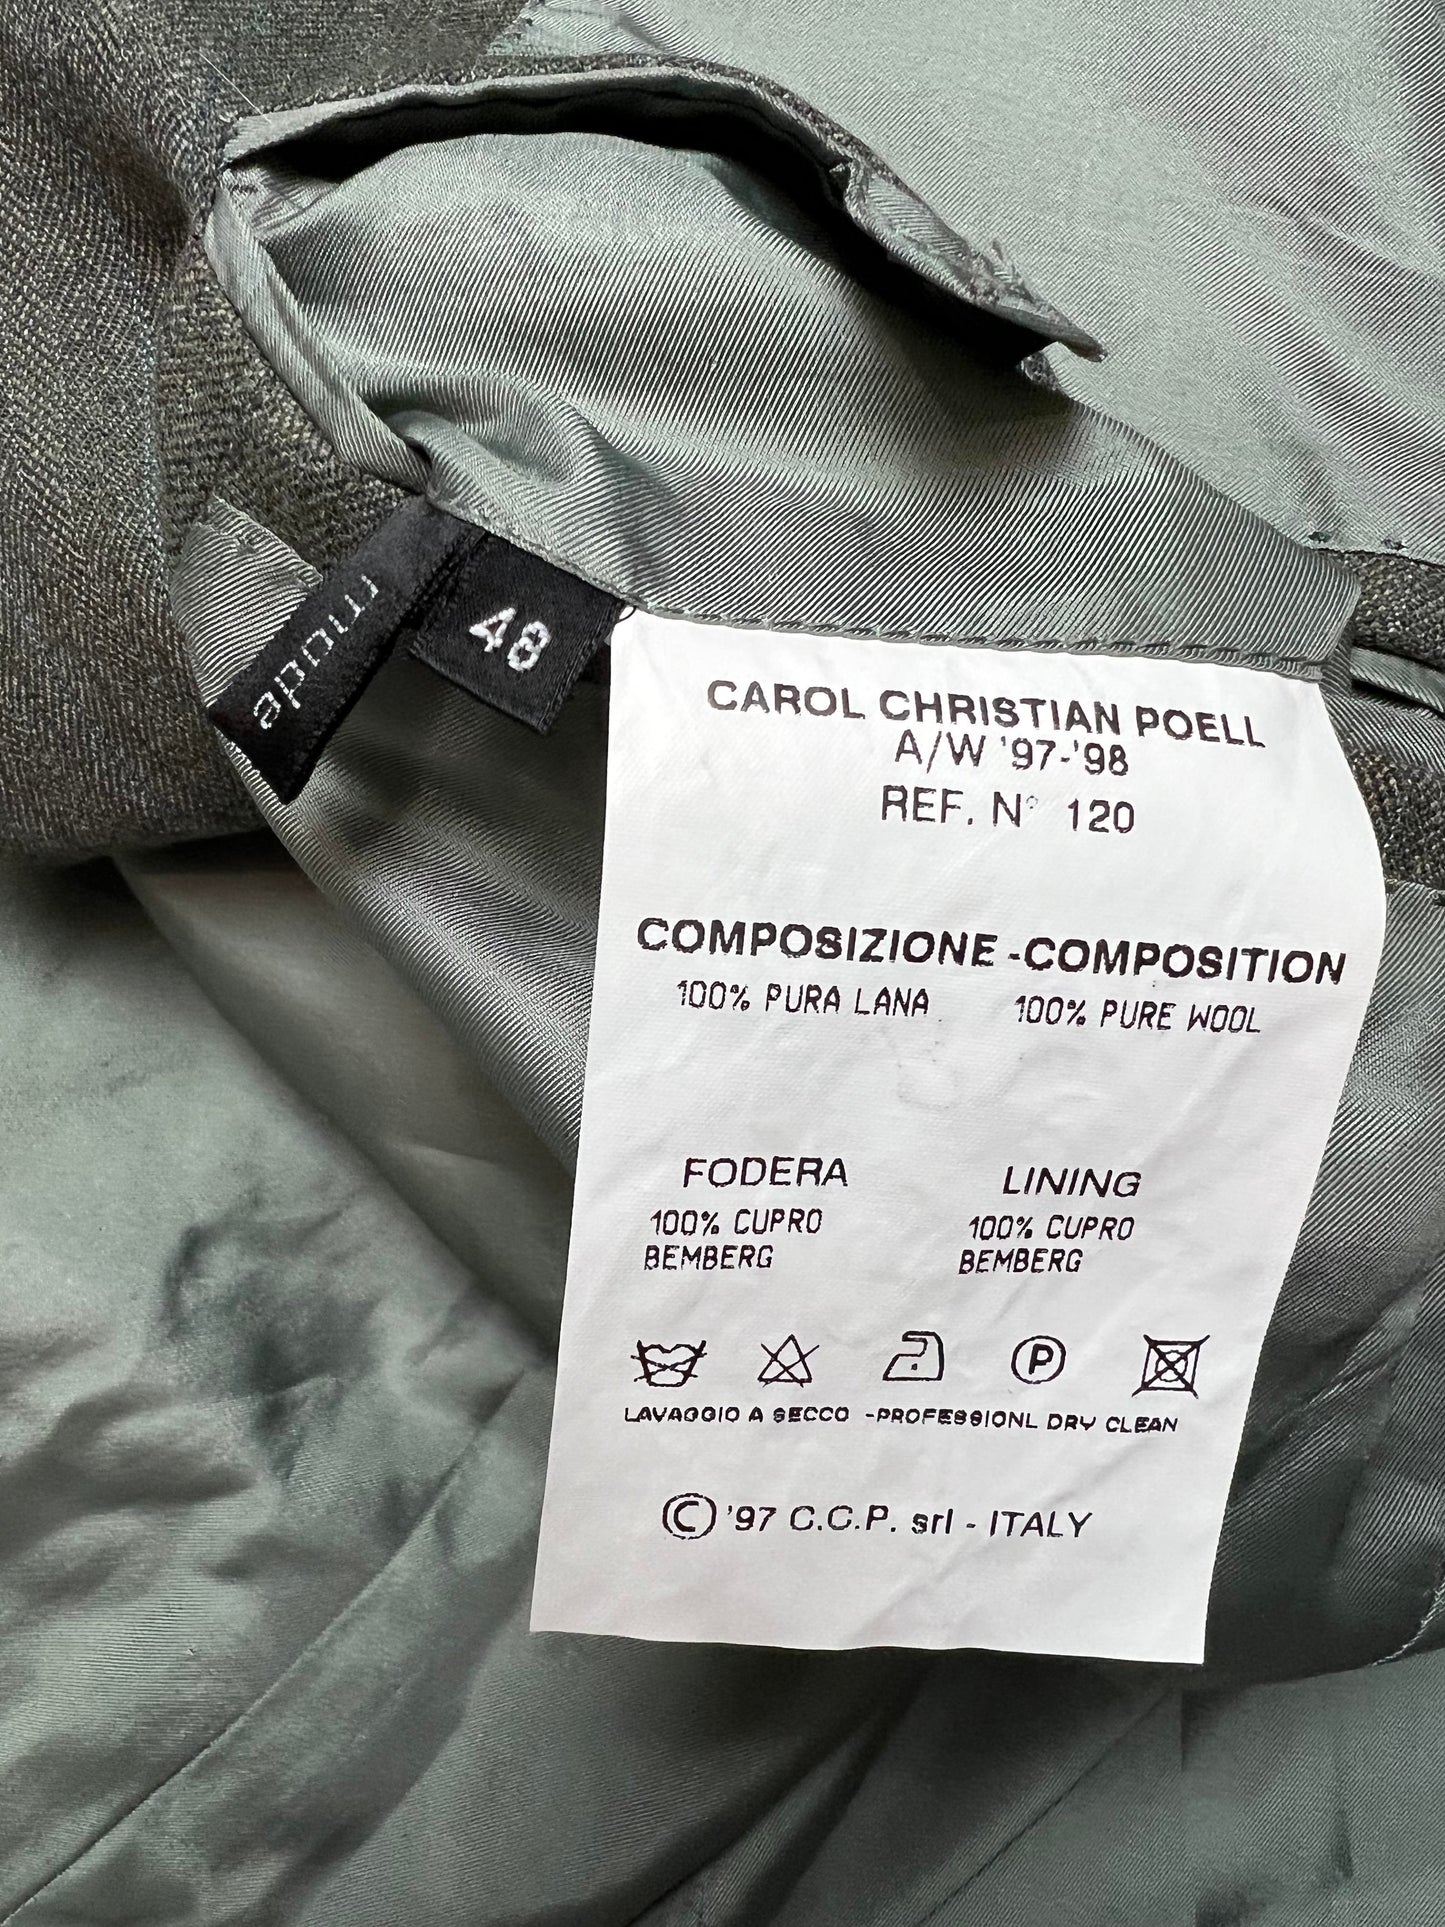 made
48
CAROL CHRISTIAN POELL
A/W '97-'98
REF. N° 120
COMPOSIZIONE - COMPOSITION
100% PURA LANA 100% PURE WOOL
FODERA LINING
100% CUPRO 100% CUPRO
BEMBERG BEMBERG
P
LAVAGGIO A SECCO - PROFESSIONL DRY CLEAN
© '97 C.C.P. srl - ITALY